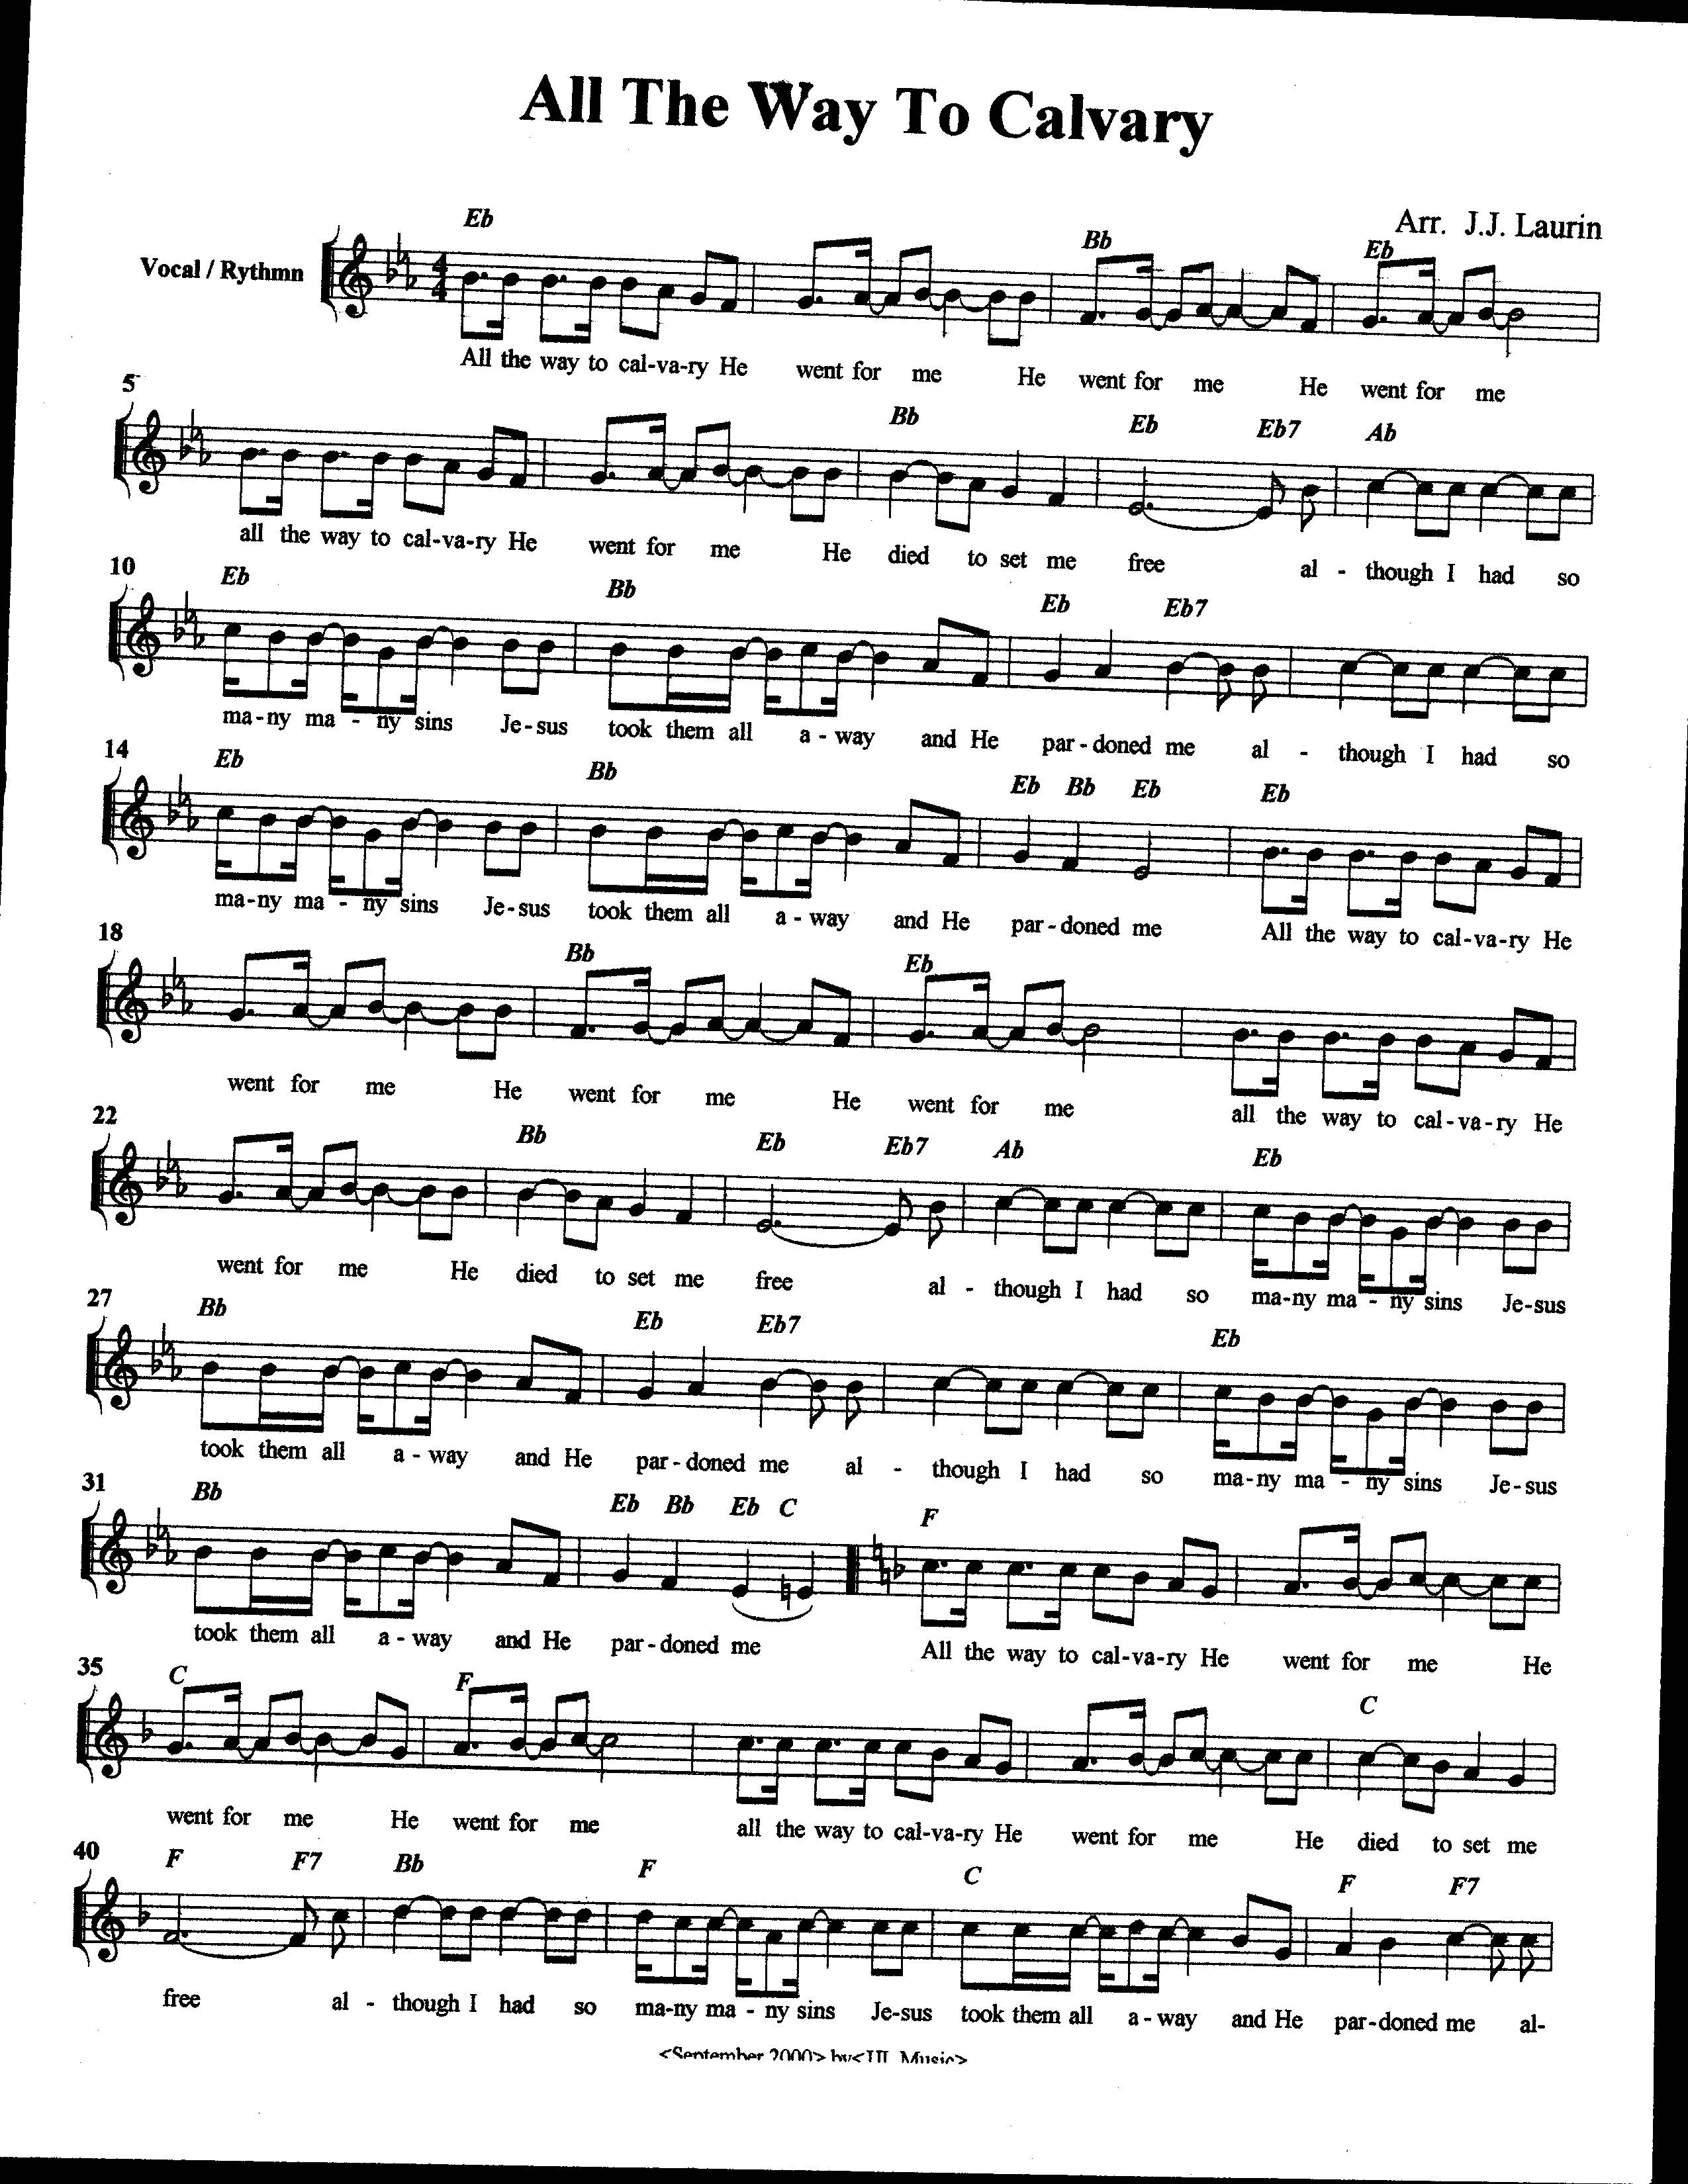 All The Way To Calvary
Arr. J.J. Laurin
Eb Bb Eb
Vocal / Rythmn
4 4
All the way to cal-va-ry He went for me He went for me He went for me
5
Bb Eb Eb7 Ab
all the way to cal-va-ry He went for me He died to set me free al - though I had so
10
Eb Bb Eb Eb7
ma-ny ma - ny sins Je-sus took them all a - way and He par-doned me al - though I had so
14
Eb Bb Eb Bb Eb Eb
ma-ny ma - ny sins Je-sus took them all a - way and He par-doned me All the way to cal-va-ry He
18
Bb Eb
went for me He went for me He went for me all the way to cal-va-ry He
22
Bb Eb Eb7 Ab Eb
went for me He died to set me free al - though I had so ma-ny ma - ny sins Je-sus
27
Bb Eb Eb7 Eb
took them all a - way and He par-doned me al - though I had so ma-ny ma - ny sins Je-sus
31
Bb Eb Bb Eb C F
took them all a - way and He par-doned me All the way to cal-va-ry He went for me He
35
C F C
went for me He went for me all the way to cal-va-ry He went for me He died to set me
40
F F7 Bb F C F F7
free al - though I had so ma-ny ma - ny sins Je-sus took them all a - way and He par-doned me al-
<September 2000> by Music>